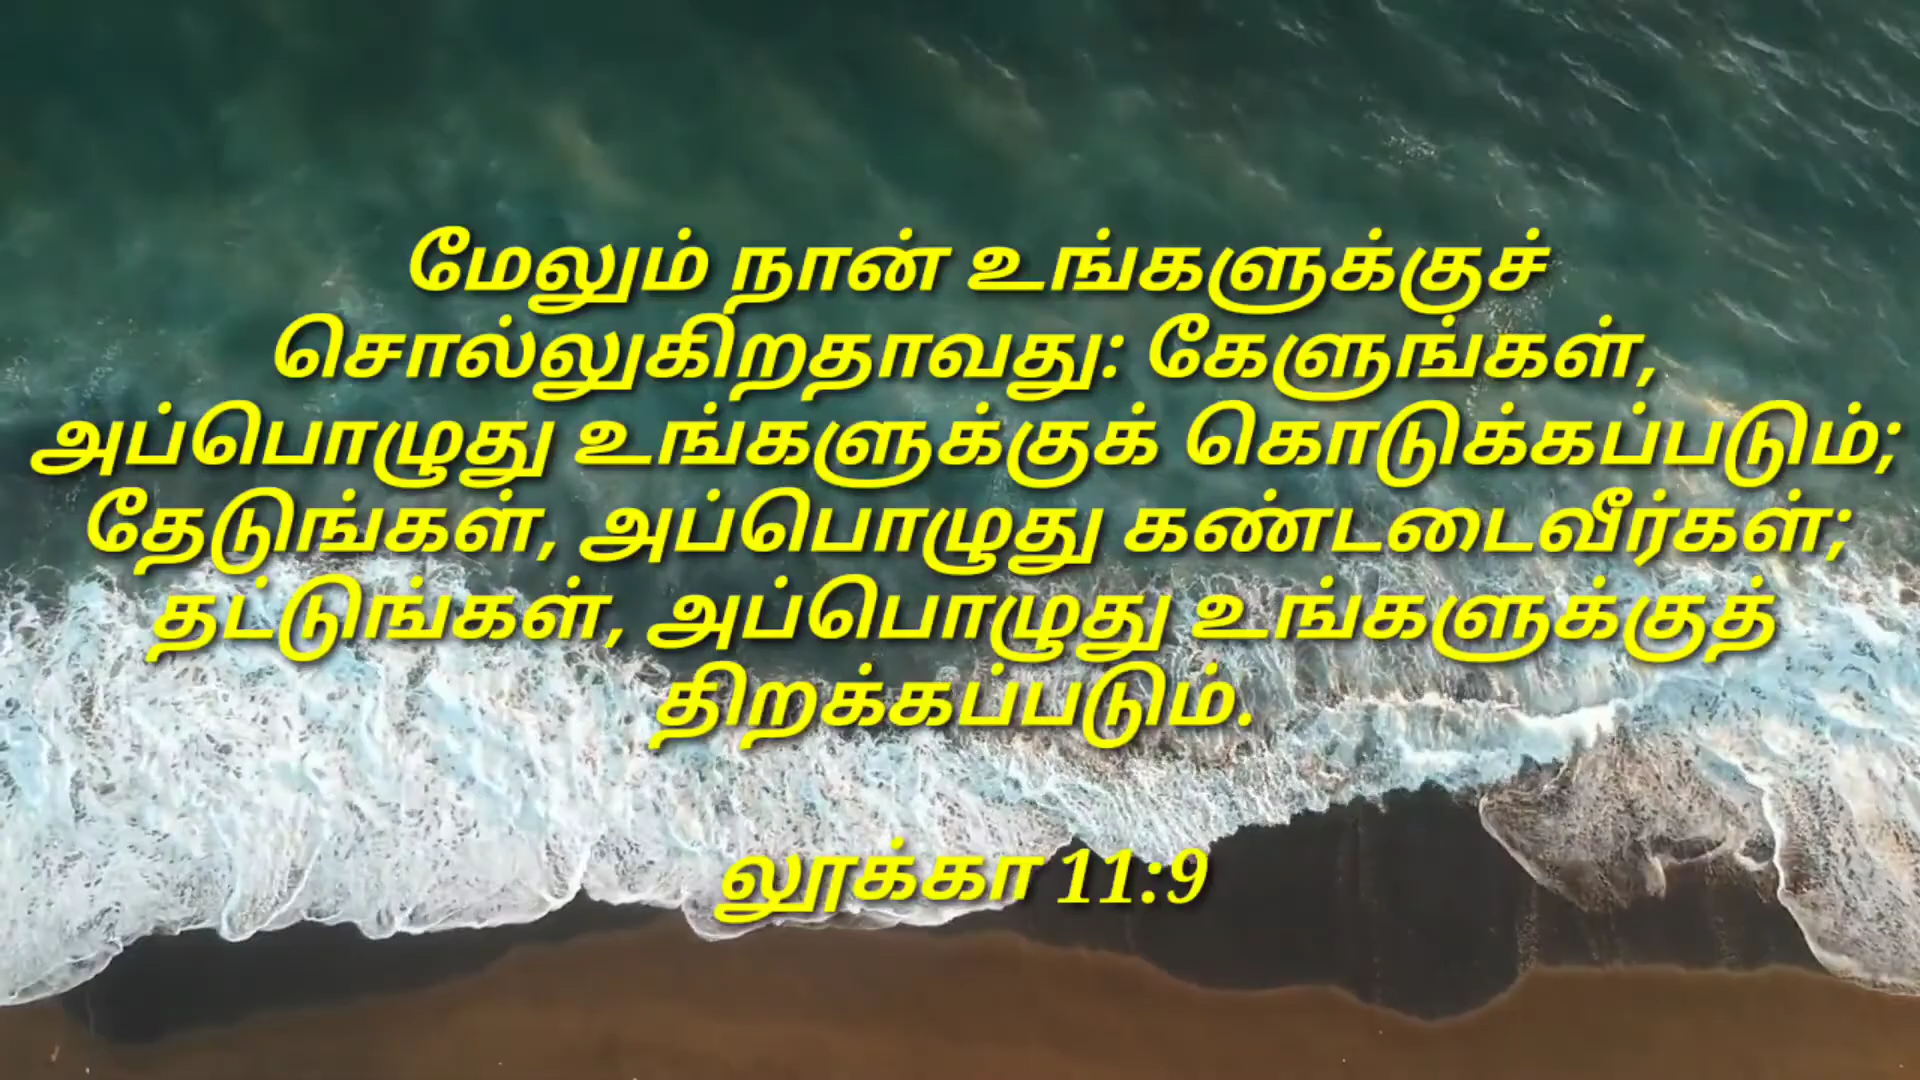 மேலும் நான் உங்களுக்குச்
சொல்லுகிறதாவது: கேளுங்கள்,
அப்பொழுது உங்களுக்குக் கொடுக்கப்படும்;
தேடுங்கள், அப்பொழுது கண்டடைவீர்கள்;
தட்டுங்கள், அப்பொழுது உங்களுக்குத்
திறக்கப்படும்.
லூக்கா 11:9